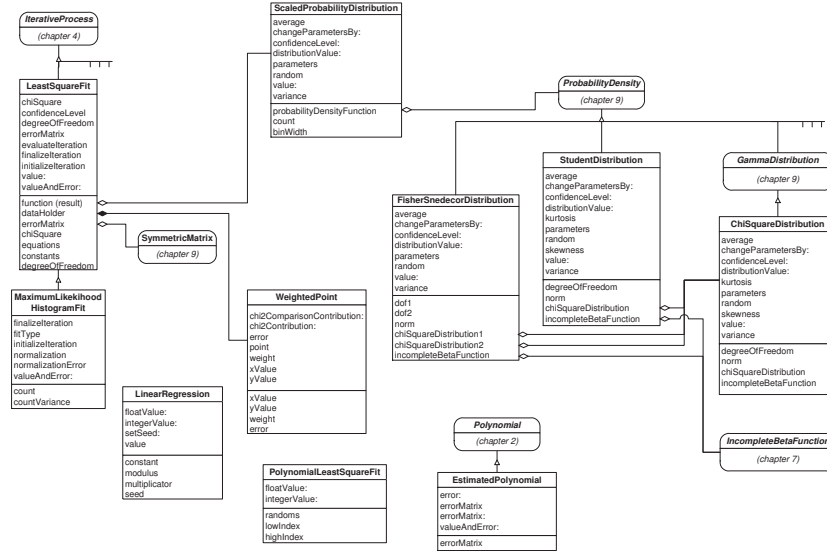 IterativeProcess
(chapter 4)
LeastSquareFit
chiSquare
confidenceLevel
degreeOfFreedom
errorMatrix
evaluateIteration
finalizeIteration
initializeIteration
value:
valueAndError:
function (result)
dataHolder
errorMatrix
chiSquare
equations
constants
degreeOfFreedom
MaximumLikekihood
HistogramFit
finalizeIteration
fitType
initializeIteration
normalization
normalizationError
valueAndError:
count
countVariance
ScaledProbabilityDistribution
average
changeParametersBy:
confidenceLevel:
distributionValue:
parameters
random
value:
variance
probabilityDensityFunction
count
binWidth
SymmetricMatrix
(chapter 9)
WeightedPoint
chi2ComparisonContribution:
chi2Contribution:
error
point
weight
xValue
yValue
xValue
yValue
weight
error
LinearRegression
floatValue:
integerValue:
setSeed:
value
constant
modulus
multiplicator
seed
PolynomialLeastSquareFit
floatValue:
integerValue:
randoms
lowIndex
highIndex
Polynomial
(chapter 2)
EstimatedPolynomial
error:
errorMatrix
errorMatrix:
valueAndError:
errorMatrix
ProbabilityDensity
(chapter 9)
FisherSnedecorDistribution
average
changeParametersBy:
confidenceLevel:
distributionValue:
parameters
random
value:
variance
dof1
dof2
norm
chiSquareDistribution1
chiSquareDistribution2
incompleteBetaFunction
StudentDistribution
average
changeParametersBy:
confidenceLevel:
distributionValue:
kurtosis
parameters
random
skewness
value:
variance
degreeOfFreedom
norm
chiSquareDistribution
incompleteBetaFunction
GammaDistribution
(chapter 9)
ChiSquareDistribution
average
changeParametersBy:
confidenceLevel:
distributionValue:
kurtosis
parameters
random
skewness
value:
variance
degreeOfFreedom
norm
chiSquareDistribution
incompleteBetaFunction
IncompleteBetaFunction
(chapter 7)